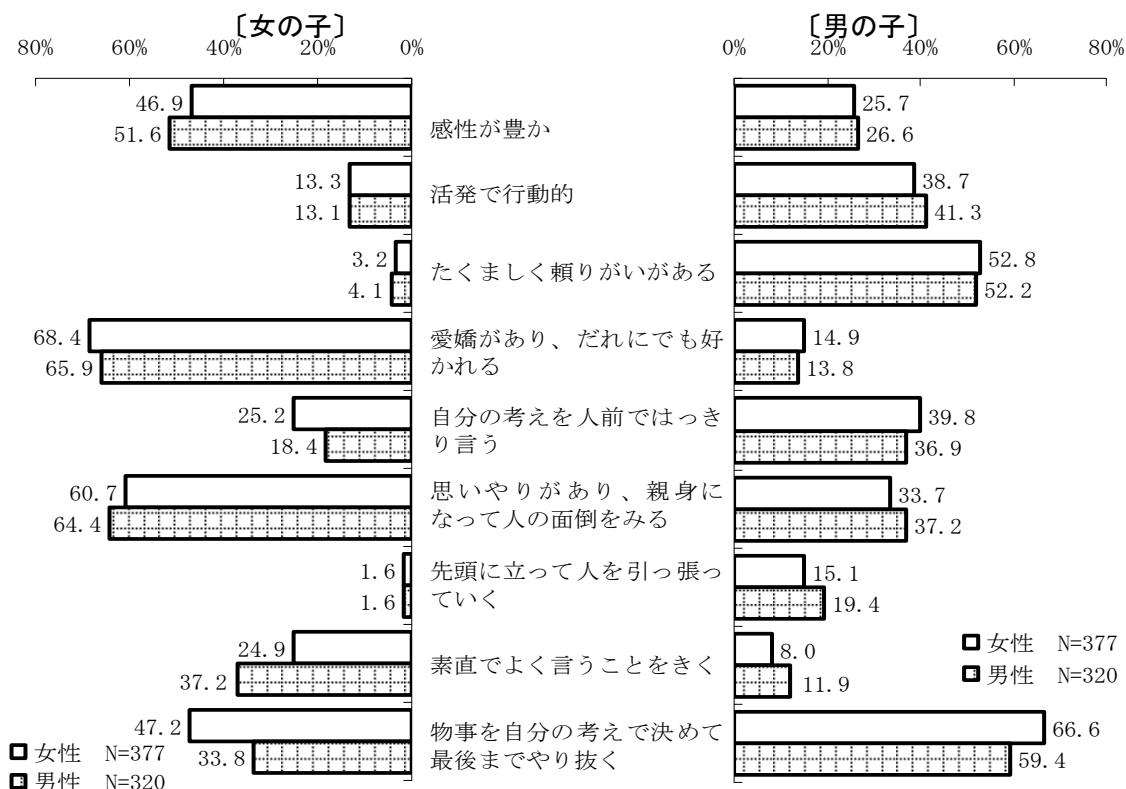 〔女の子〕 〔男の子〕
80% 60% 40% 20% 0% 0% 20% 40% 60% 80%
46.9 25.7
51.6 感性が豊か 26.6
13.3 38.7
13.1 活発で行動的 41.3
3.2 52.8
4.1 たくましく頼りがいがある 52.2
68.4 愛嬌があり、だれにでも好 14.9
65.9 かれる 13.8
25.2 自分の考えを人前ではっき 39.8
18.4 り言う 36.9
60.7 思いやりがあり、親身に 33.7
64.4 なって人の面倒をみる 37.2
1.6 先頭に立って人を引っ張っ 15.1
1.6 ていく 19.4
24.9 8.0 女性 N=377
37.2 素直でよく言うことをきく 11.9 男性 N=320
47.2 物事を自分の考えで決めて 66.6
女性 N=377 33.8 最後までやり抜く 59.4
男性 N=320